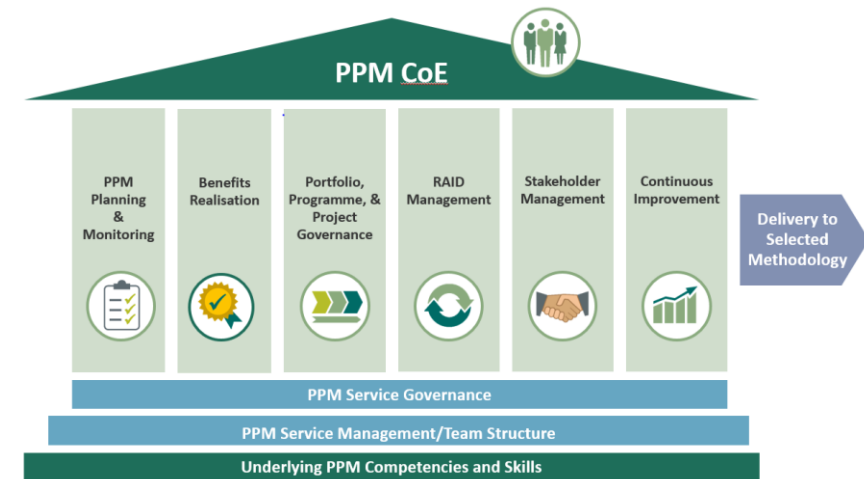 PPM CoE
PPM
Planning
&
Monitoring
Benefits
Realisation
Portfolio,
Programme, &
Project
Governance
RAID
Management
Stakeholder
Management
Continuous
Improvement
Delivery to
Selected
Methodology
PPM Service Governance
PPM Service Management/Team Structure
Underlying PPM Competencies and Skills